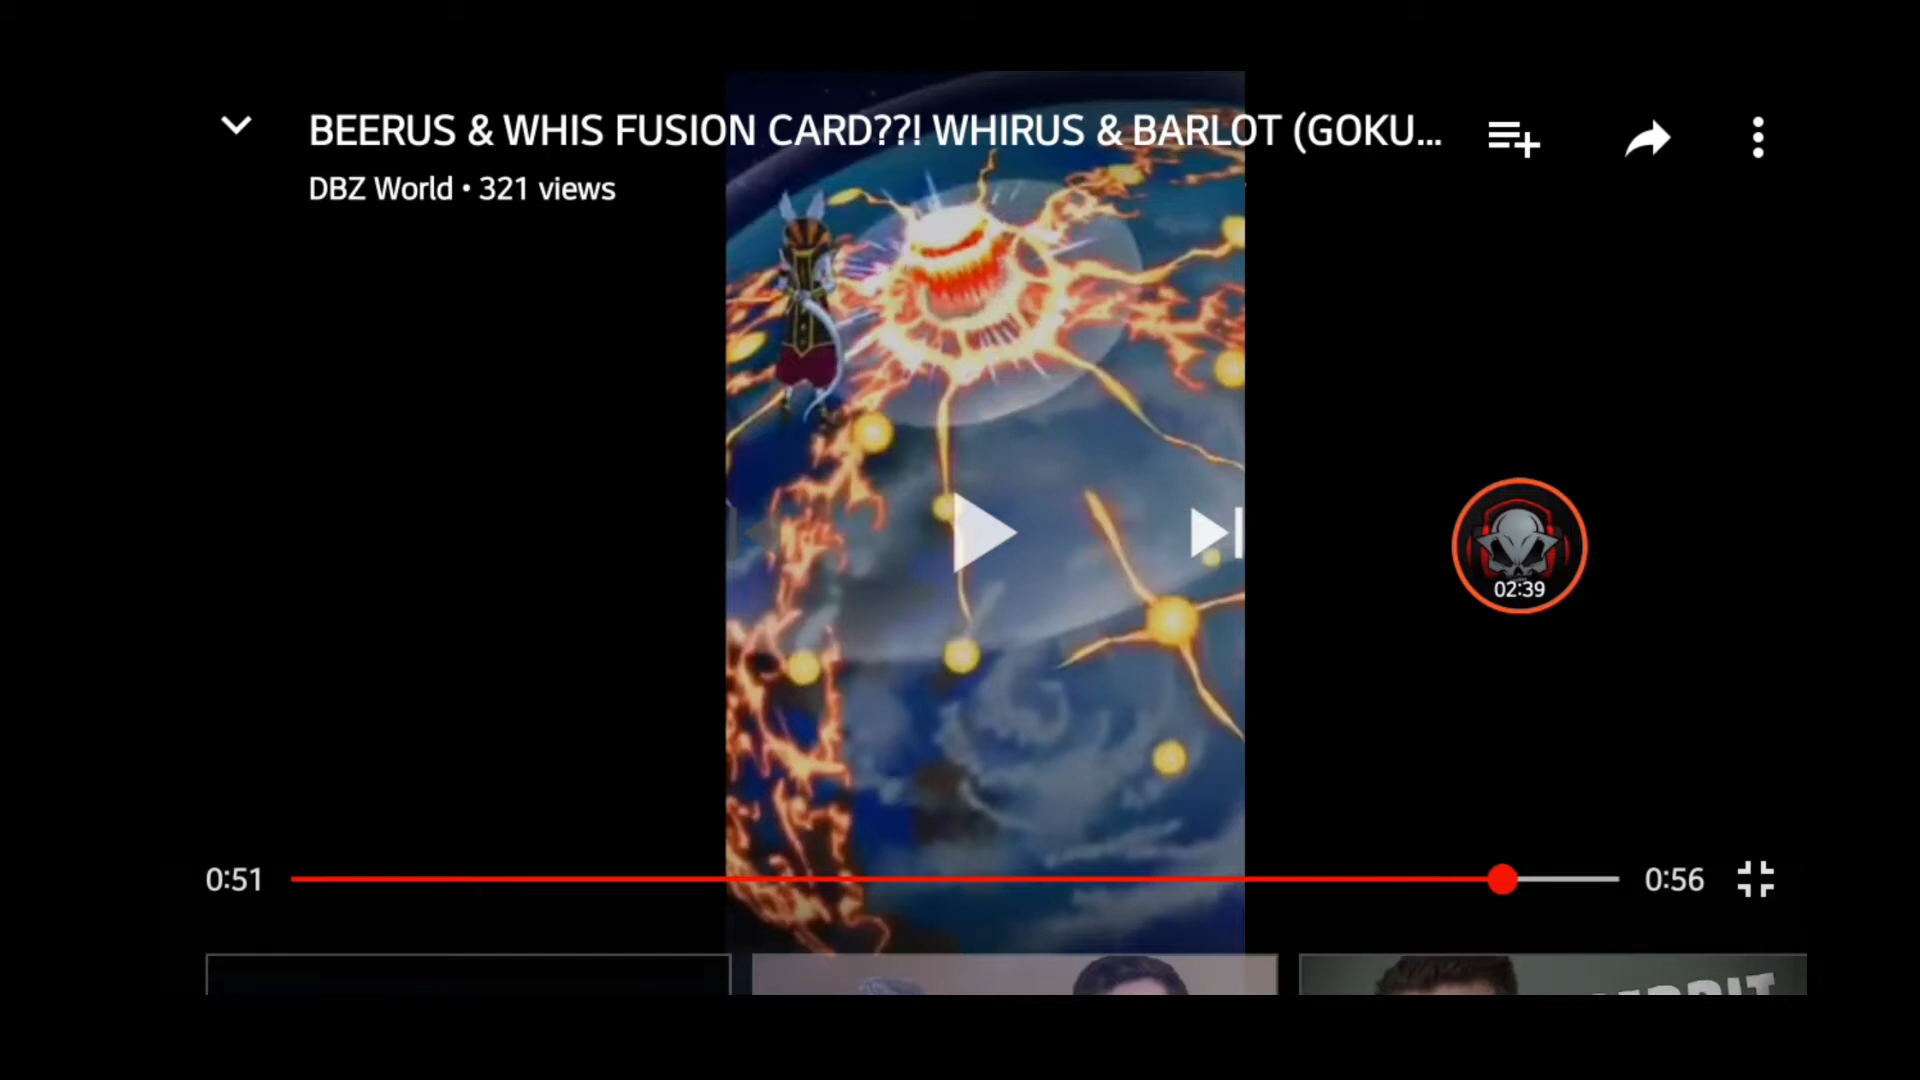 BEERUS & WHIS FUSION CARD??! WHIRUS & BARLOT (GOKU...
DBZ World • 321 views
02:39
0:51
0:56